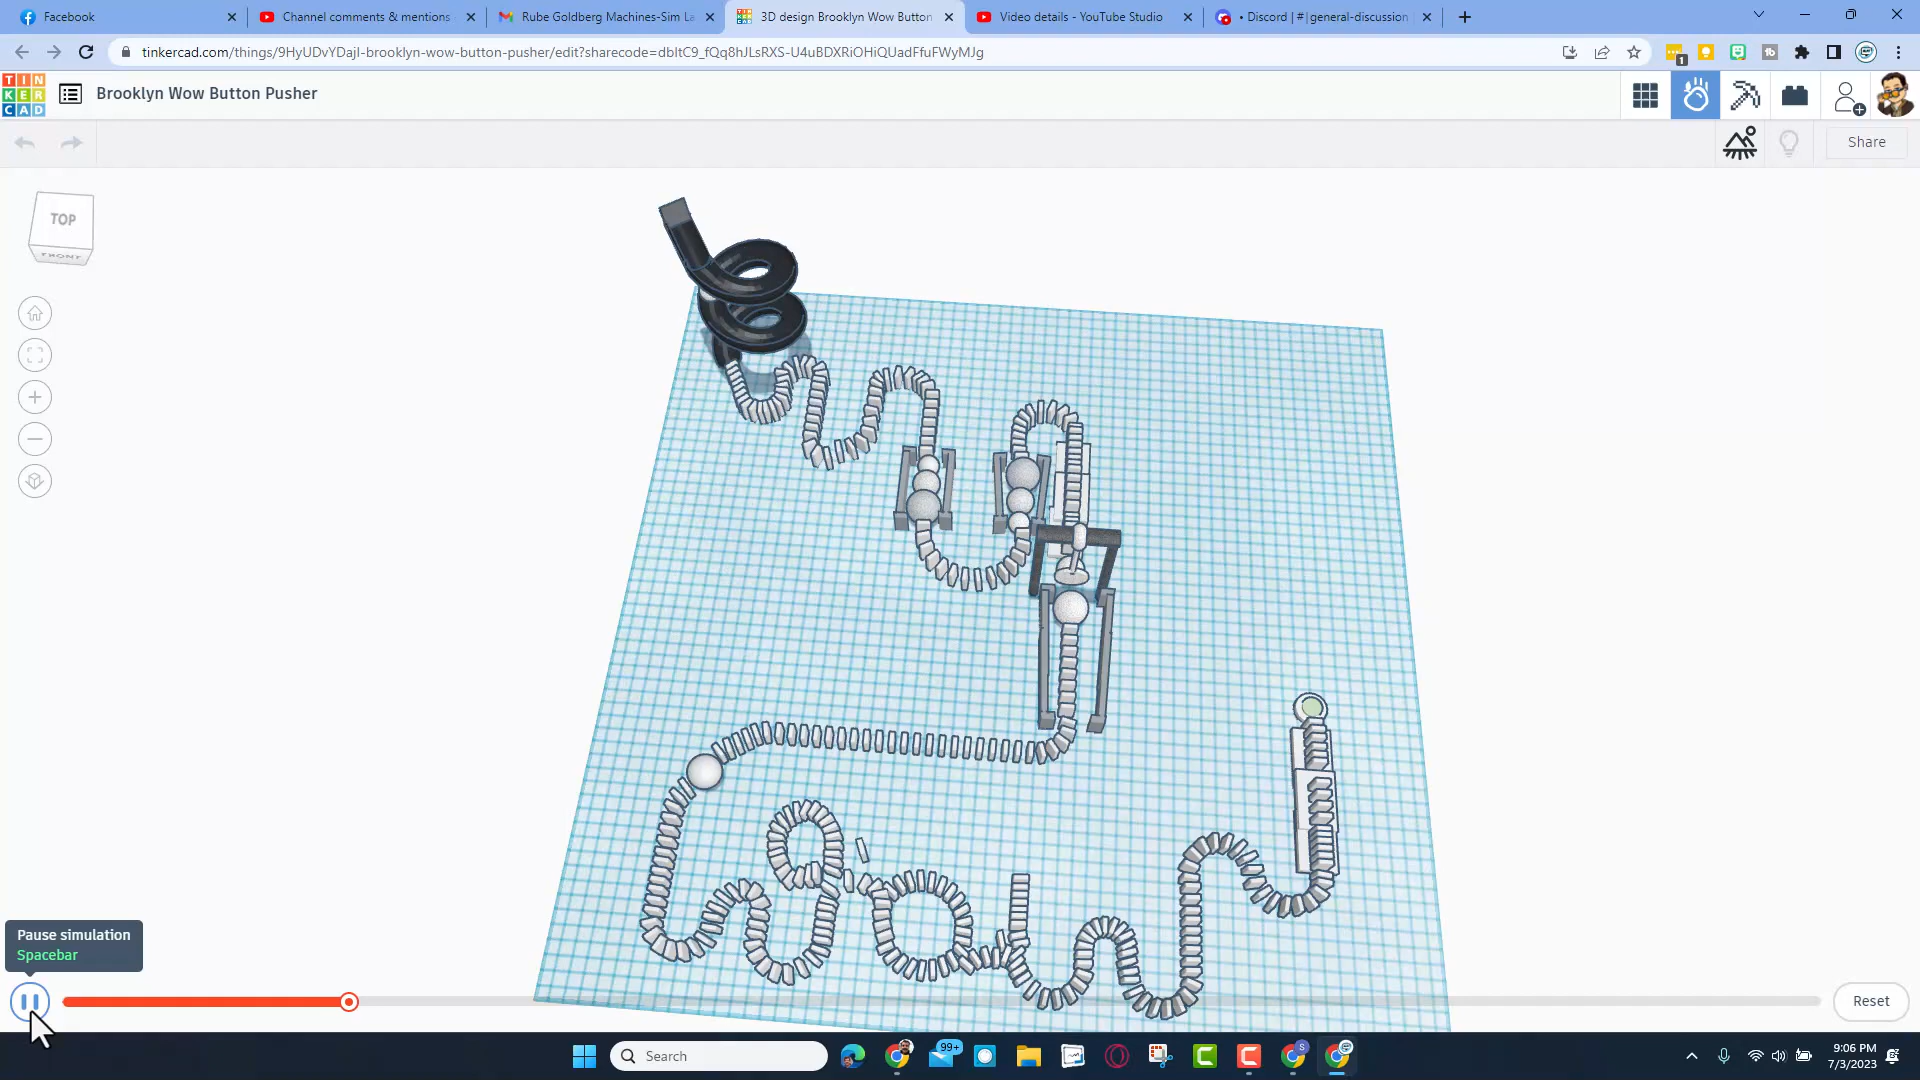 Facebook
Channel comments & mentions
Rube Goldberg Machines-Sim La
3D design Brooklyn Wow Button
Video details - YouTube Studio
• Discord | #|general-discussion
tinkercad.com/things/9HyUDvYDajl-brooklyn-wow-button-pusher/edit?sharecode=dbItC9_fQq8hJLsRXS-U4uBDXRiOHiQUadFfuFWyMJg
1
TIN
KER
CAD
Brooklyn Wow Button Pusher
Share
TOP
FRONT
Pause simulation
Spacebar
Reset
Search
99+
S
9:06 PM
7/3/2023